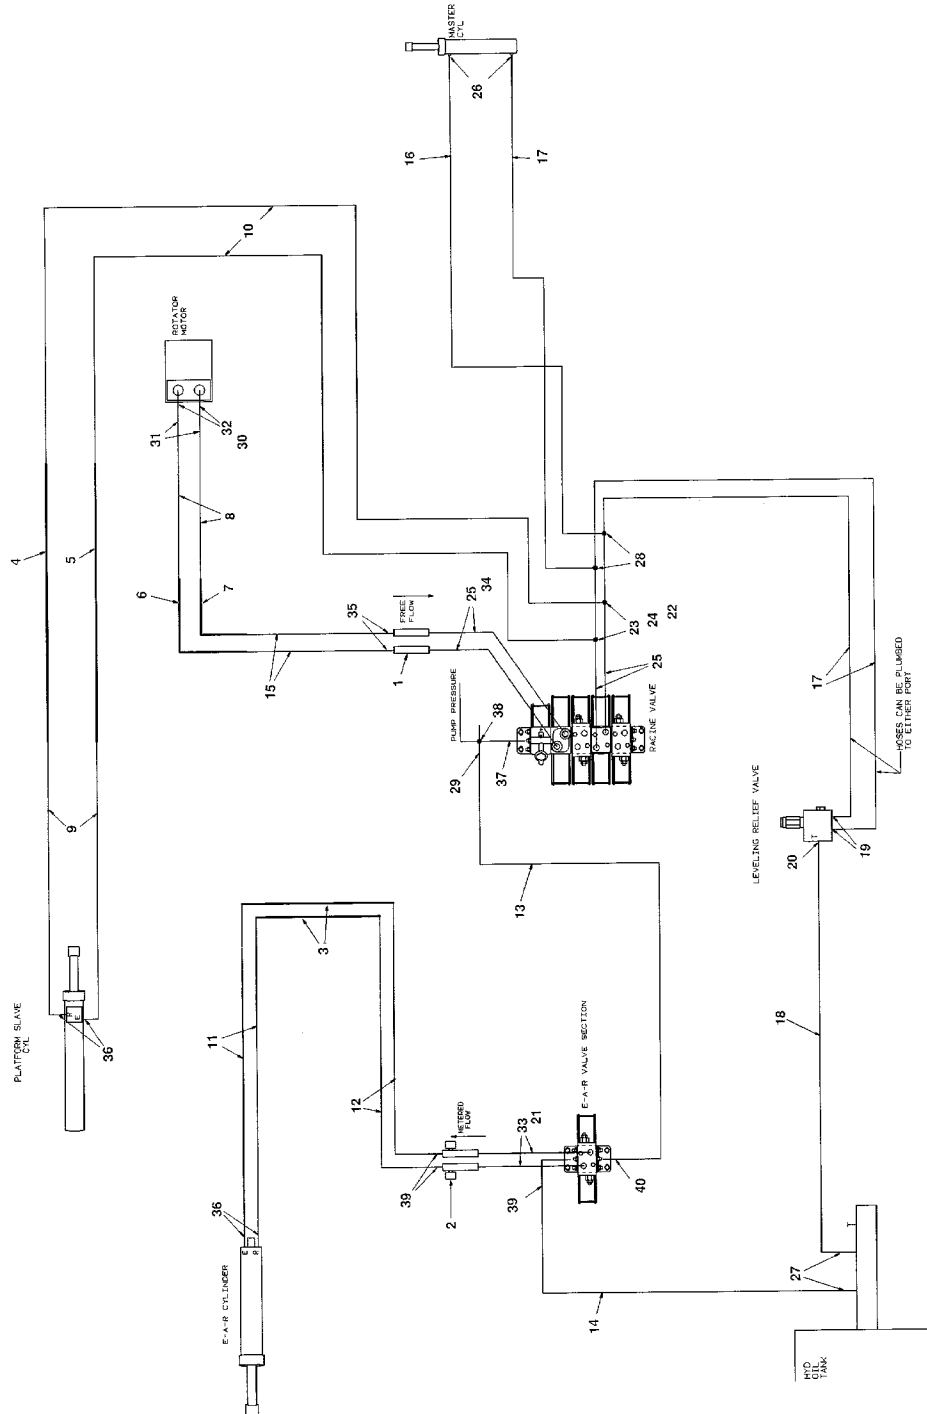 MASTER
CYL
26
16
17
4
10
5
ROTATOR
MOTOR
31
32
30
8
6
7
9
PLATFORM SLAVE
CYL
R
E
36
15
35
FREE
FLOW
1
25
34
28
23
24
22
25
PUMP PRESSURE
38
29
37
RACINE VALVE
17
HOSES CAN BE PLUMBED
TO EITHER PORT
LEVELING RELIEF VALVE
T
20
19
13
3
11
12
METERED
FLOW
39
2
33
21
E-A-R VALVE SECTION
39
40
36
E
R
E-A-R CYLINDER
18
14
27
T
HYD
OIL
TANK